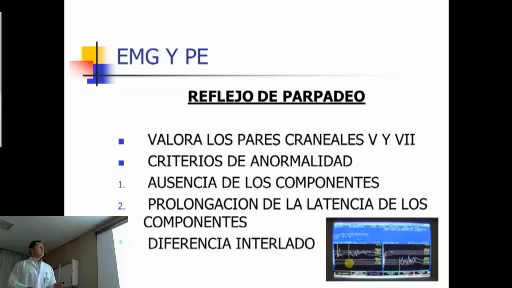 EMG Y PE
REFLEJO DE PARPADEO
VALORA LOS PARES CRANEALES V Y VII
CRITERIOS DE ANORMALIDAD
1. AUSENCIA DE LOS COMPONENTES
2. PROLONGACION DE LA LATENCIA DE LOS
COMPONENTES
DIFERENCIA INTERLADO